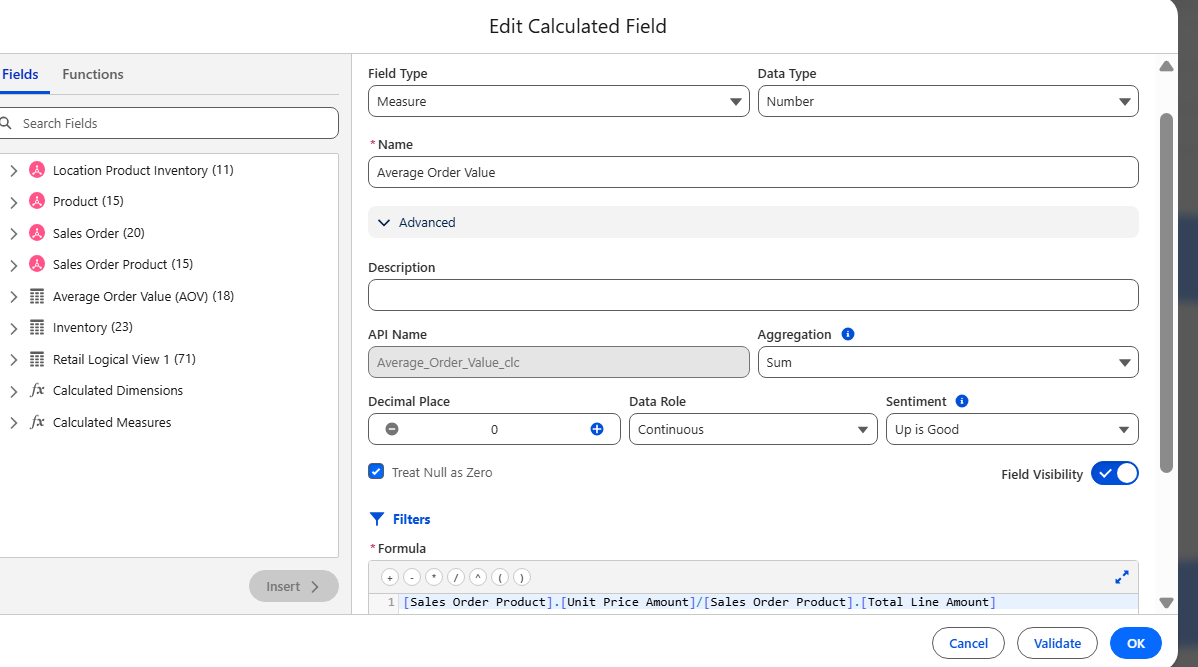 Edit Calculated Field
Fields Functions
Search Fields
Location Product Inventory (11)
Product (15)
Sales Order (20)
Sales Order Product (15)
Average Order Value (AOV) (18)
Inventory (23)
Retail Logical View 1 (71)
fx Calculated Dimensions
fx Calculated Measures
Insert
Field Type Data Type
Measure Number
* Name
Average Order Value
Advanced
Description
API Name Aggregation i
Average_Order_Value_clc Sum
Decimal Place Data Role Sentiment i
0 Continuous Up is Good
Treat Null as Zero Field Visibility
Filters
* Formula
+ - * / ^ ( )
1 [Sales Order Product].[Unit Price Amount]/[Sales Order Product].[Total Line Amount]
Cancel Validate OK